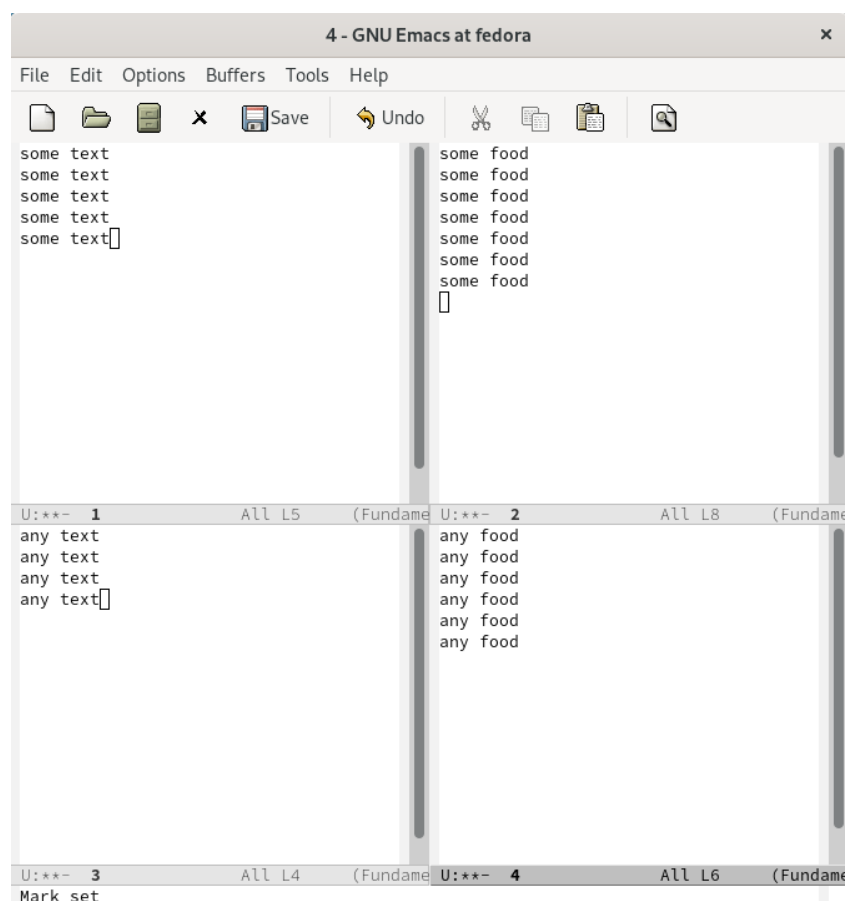 4 - GNU Emacs at fedora ×
File Edit Options Buffers Tools Help
Save Undo
some text
some text
some text
some text
some text
U:**- 1 All L5 (Fundame
some food
some food
some food
some food
some food
some food
some food
U:**- 2 All L8 (Fundame
any text
any text
any text
any text
U:**- 3 All L4 (Fundame
any food
any food
any food
any food
any food
any food
U:**- 4 All L6 (Fundame
Mark set